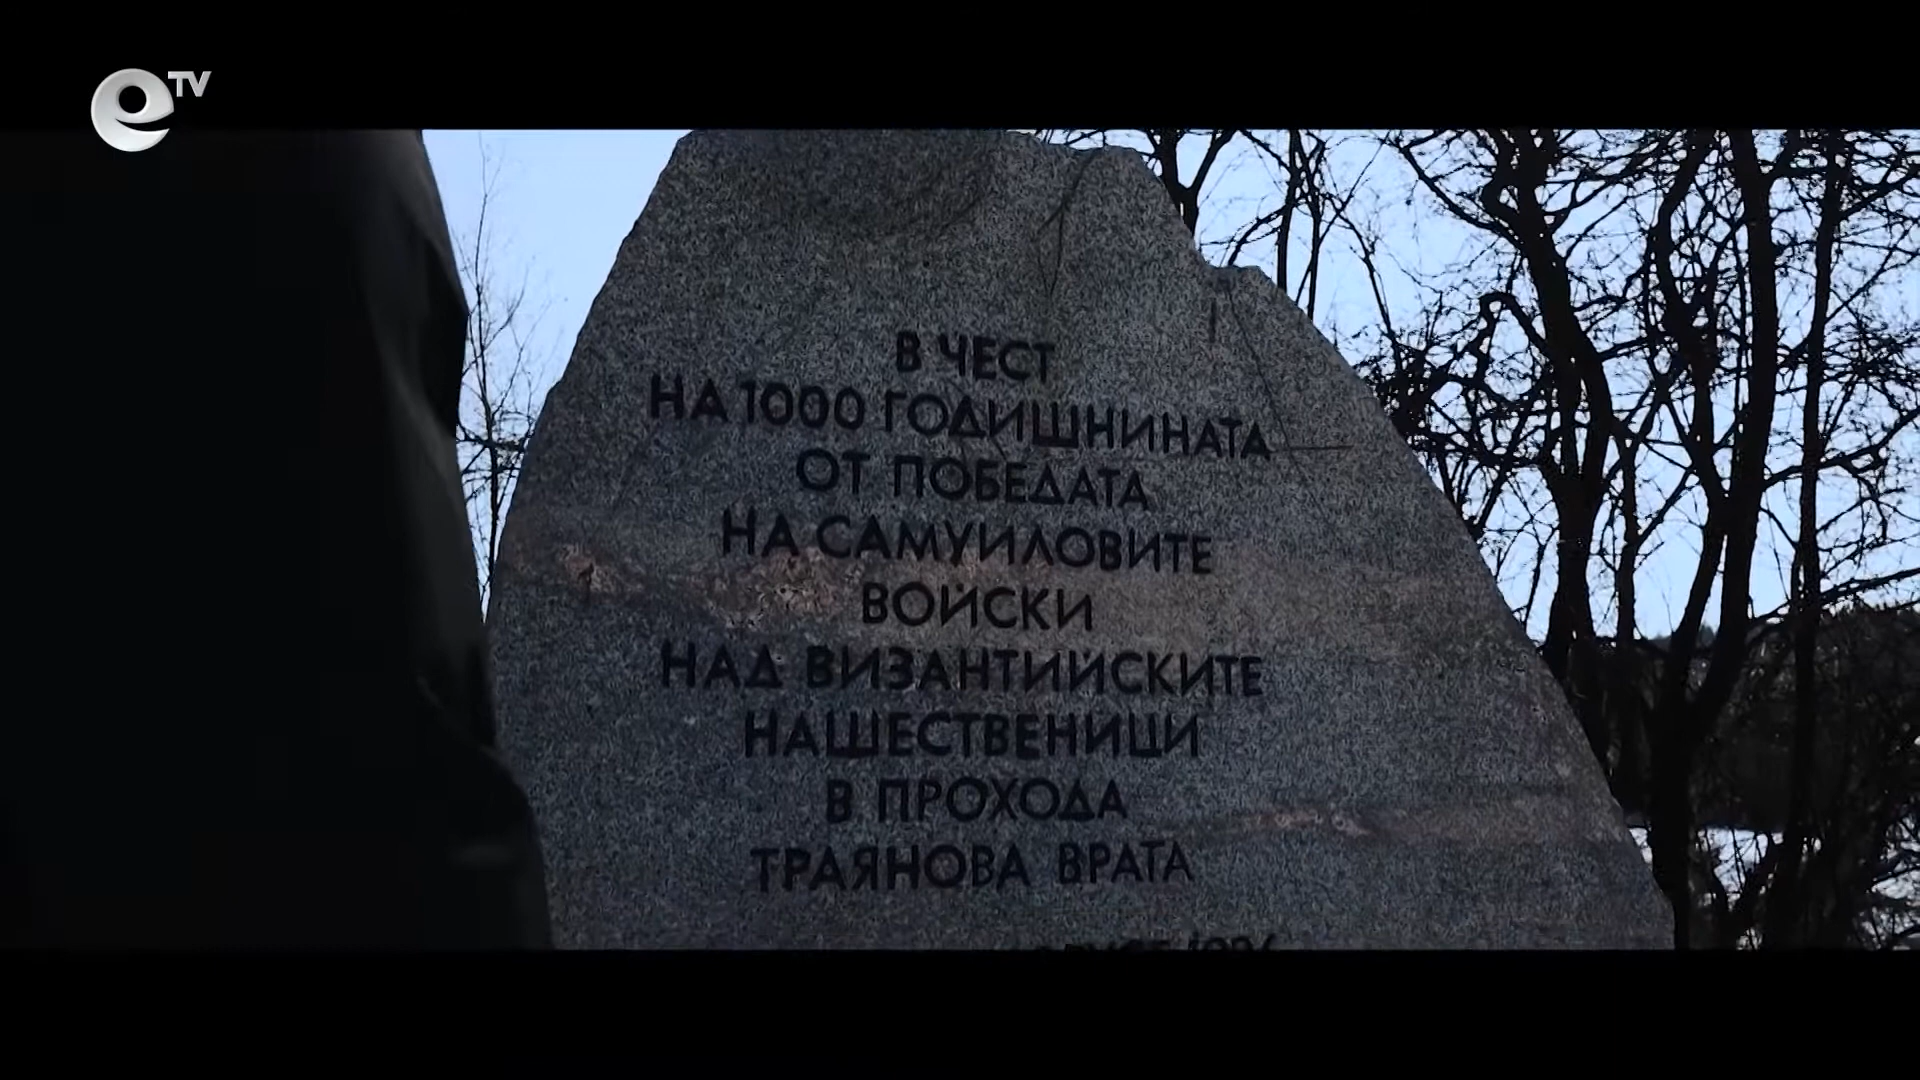 eTV
В ЧЕСТ
НА 1000 ГОДИШНИНАТА
ОТ ПОБЕДАТА
НА САМУИЛОВИТЕ
ВОЙСКИ
НАД ВИЗАНТИЙСКИТЕ
НАШЕСТВЕНИЦИ
В ПРОХОДА
ТРАЯНОВА ВРАТА